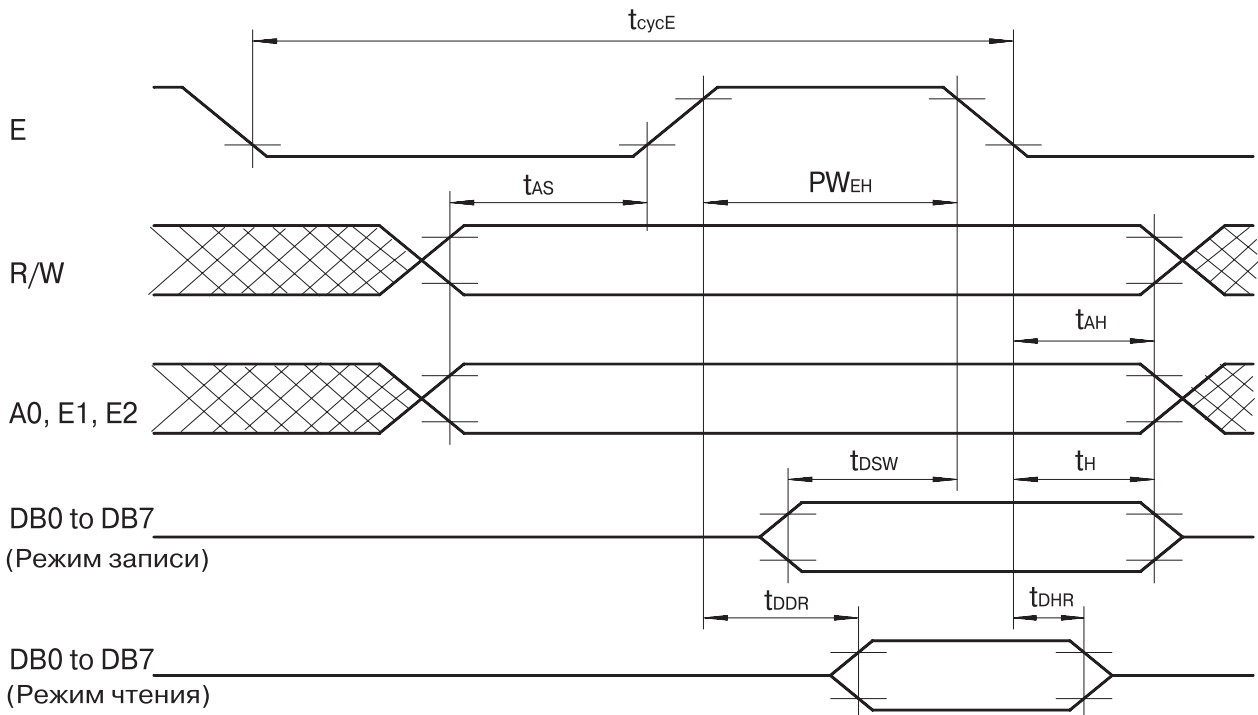 tcycE
E
tAS
PWEH
R/W
tAH
A0, E1, E2
tDSW
tH
DB0 to DB7
(Режим записи)
tDDR
tDHR
DB0 to DB7
(Режим чтения)